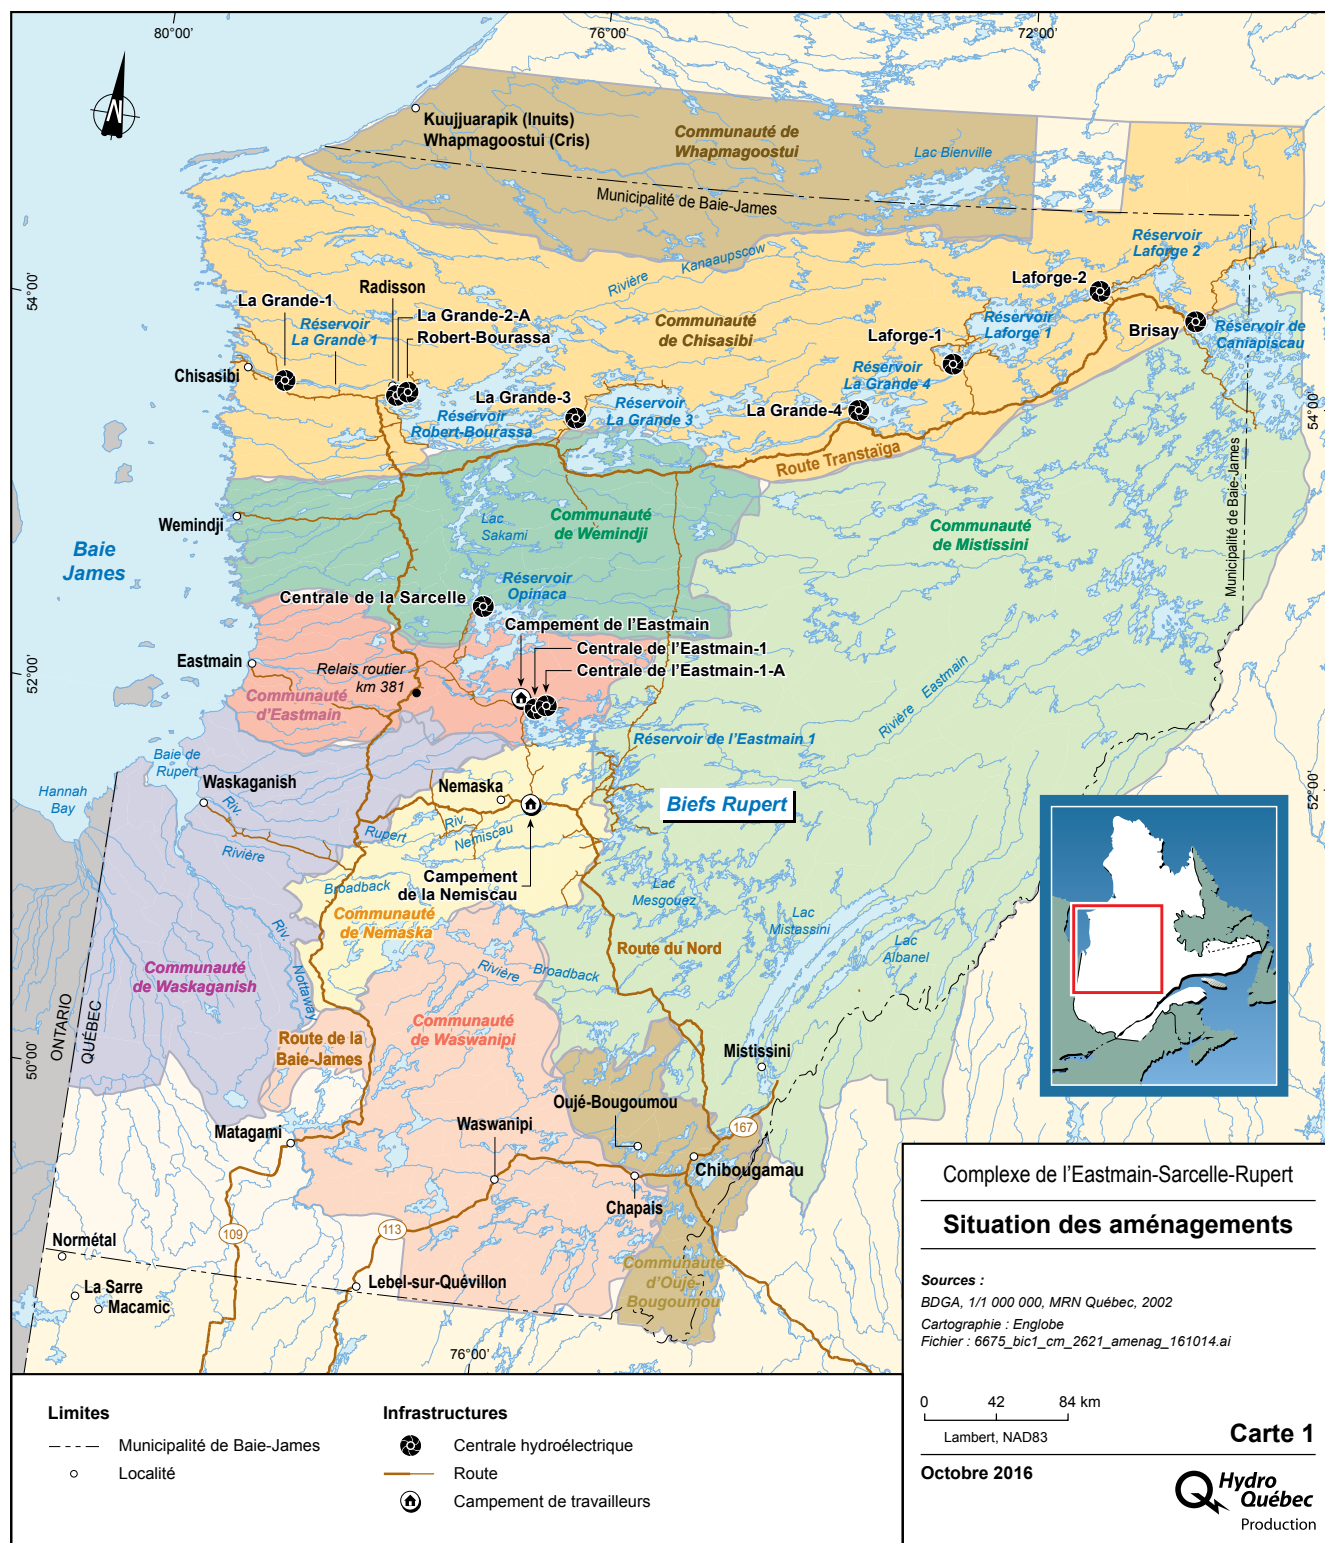 80°00'
76°00'
72°00'
N
Kuujjuarapik (Inuits)
Whapmagoostui (Cris)
Communauté de
Whapmagoostui
Lac Bienville
Municipalité de Baie-James
Réservoir
Laforge 2
Rivière Kanaaupscow
54°00'
Radisson
Laforge-2
La Grande-1
La Grande-2-A
Robert-Bourassa
Réservoir
La Grande 1
Communauté
de Chisasibi
Laforge-1
Réservoir
Laforge 1
Brisay
Réservoir de
Caniapiscau
Chisasibi
Réservoir
La Grande 4
La Grande-3
Réservoir
La Grande 3
La Grande-4
54°00'
Réservoir
Robert-Bourassa
Route Transtaïga
Municipalité de Baie-James
Wemindji
Lac
Sakami
Communauté
de Wemindji
Communauté
de Mistissini
Baie
James
Réservoir
Opinaca
Centrale de la Sarcelle
Campement de l'Eastmain
Centrale de l'Eastmain-1
Centrale de l'Eastmain-1-A
52°00'
Eastmain
Relais routier
km 381
Communauté
d'Eastmain
Rivière Eastmain
Réservoir de l'Eastmain 1
Baie de
Rupert
Hannah
Bay
Waskaganish
Nemaska
Biefs Rupert
52°00'
Riv.
Rupert
Riv.
Nemiscau
Rivière
Broadback
Campement
de la Nemiscau
Lac
Mesgouez
Lac
Mistassini
Communauté
de Nemaska
Riv.
Nottaway
Route du Nord
Lac
Albanel
Communauté
de Waskaganish
Rivière Broadback
ONTARIO
QUÉBEC
Communauté
de Waswanipi
Route de la
Baie-James
50°00'
Mistissini
Oujé-Bougoumou
Matagami
Waswanipi
167
Chibougamau
Chapais
109
113
Normétal
Communauté
d'Oujé-
Bougoumou
La Sarre
Macamic
Lebel-sur-Quévillon
76°00'
Complexe de l'Eastmain-Sarcelle-Rupert
Situation des aménagements
Sources :
BDGA, 1/1 000 000, MRN Québec, 2002
Cartographie : Englobe
Fichier : 6675_bic1_cm_2621_amenag_161014.ai
0 42 84 km
Lambert, NAD83
Carte 1
Octobre 2016
Hydro
Québec
Production
Limites
Municipalité de Baie-James
Localité
Infrastructures
Centrale hydroélectrique
Route
Campement de travailleurs